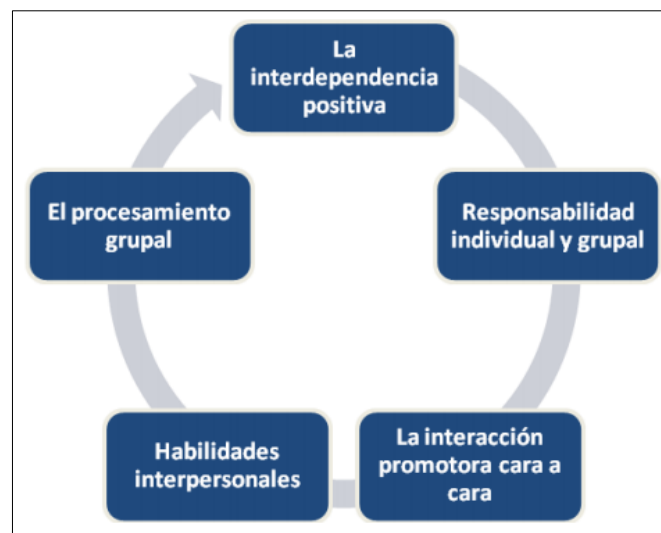 La
interdependencia
positiva
Responsabilidad
individual y grupal
La interacción
promotora cara a
cara
Habilidades
interpersonales
El procesamiento
grupal